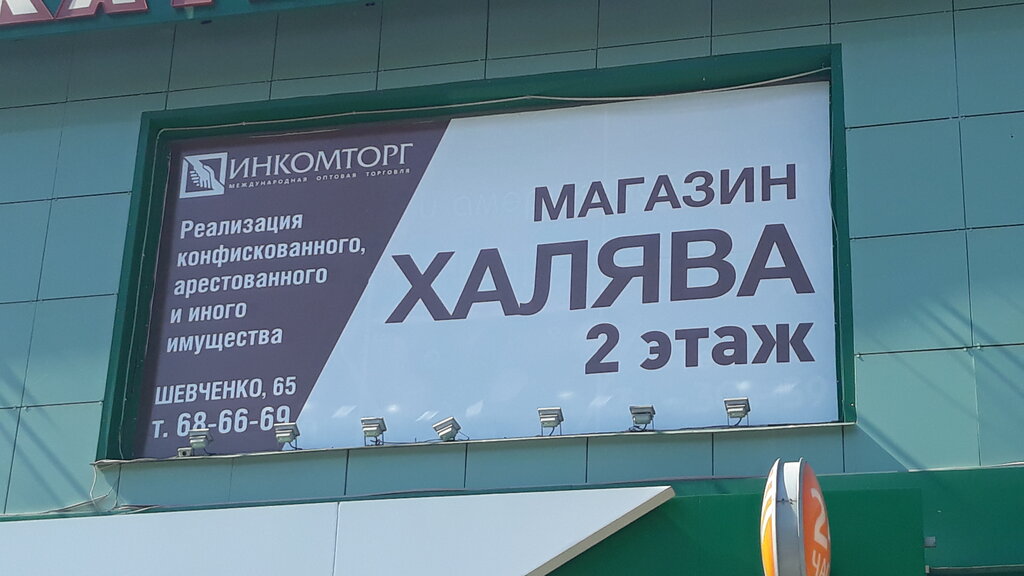 ИНКОМТОРГ
МЕЖДУНАРОДНАЯ ОПТОВАЯ ТОРГОВЛЯ
Реализация
конфискованного,
арестованного
и иного
имущества
ШЕВЧЕНКО, 65
т. 68-66-69
МАГАЗИН
ХАЛЯВА
2 этаж